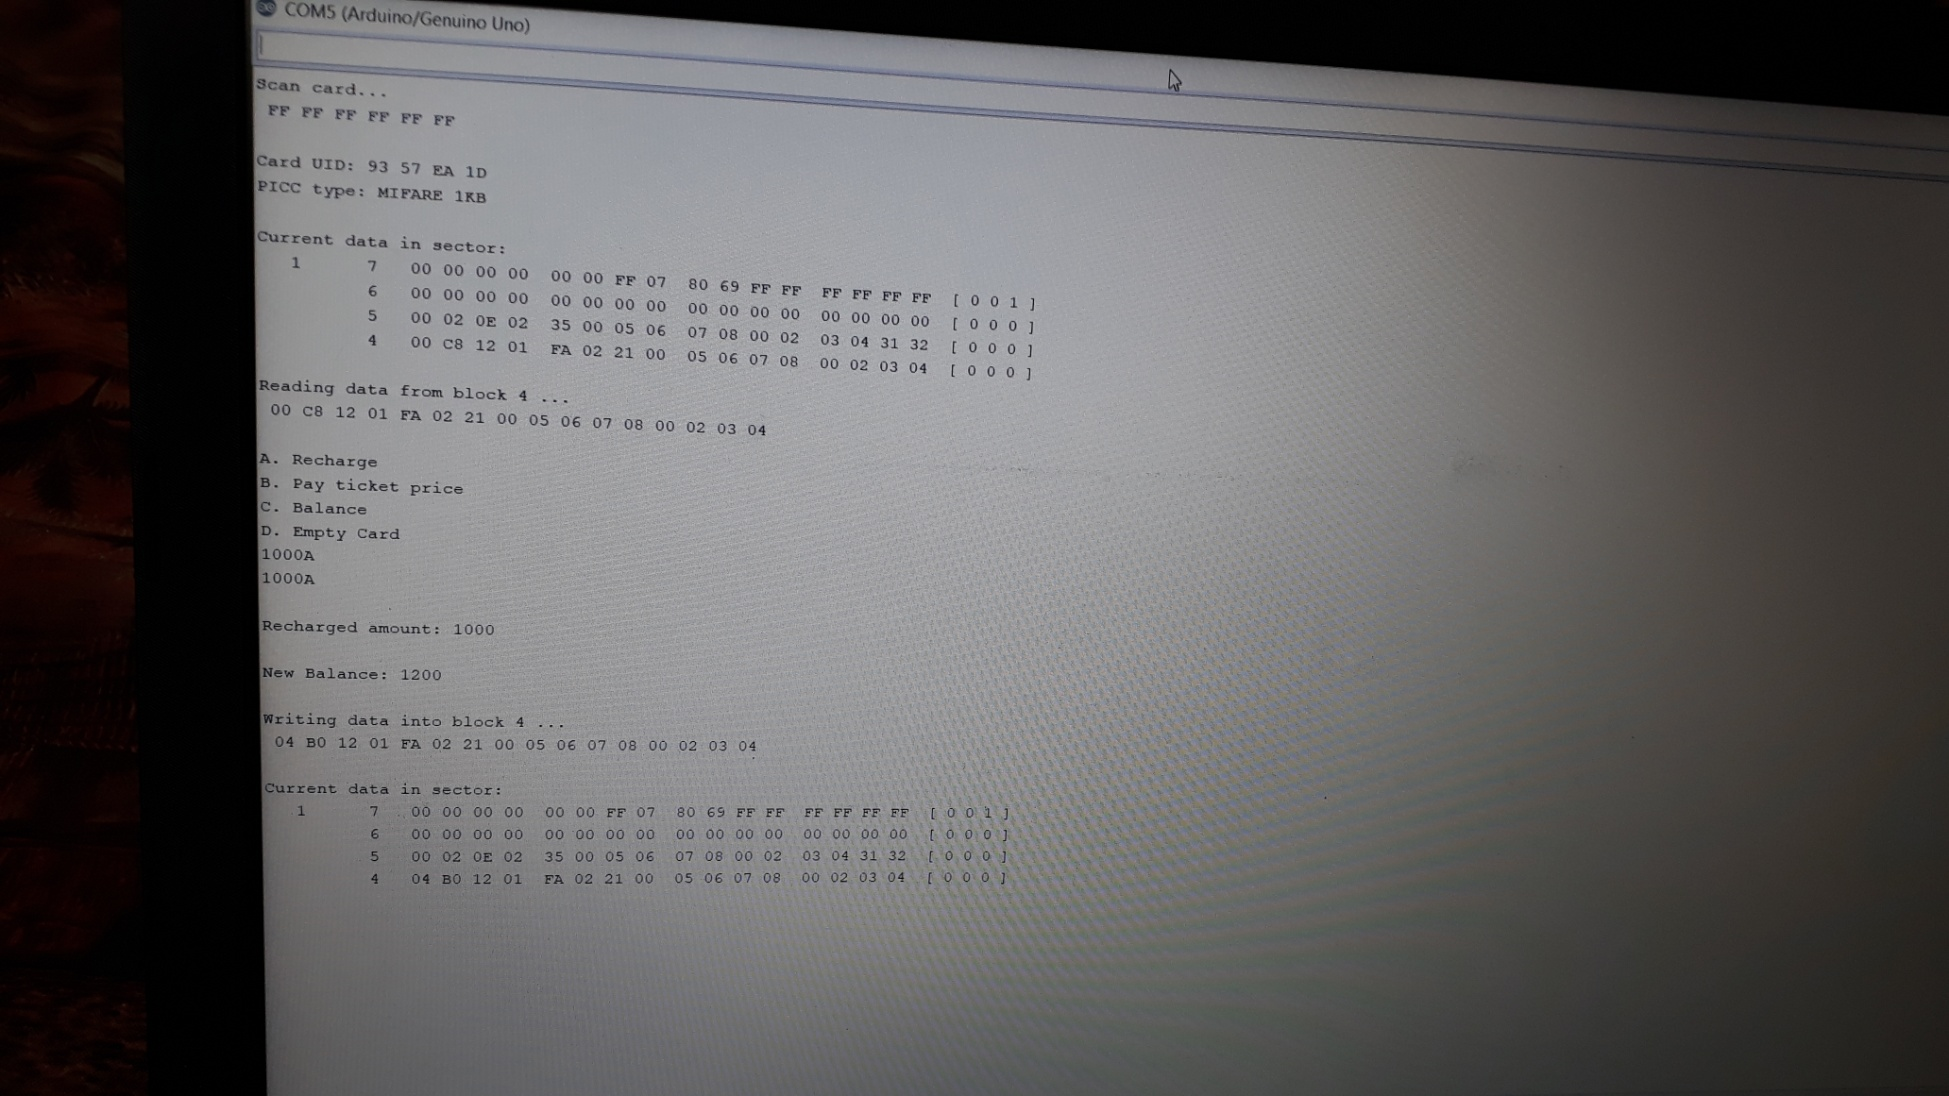 COM5 (Arduino/Genuino Uno)
Scan card...
FF FF FF FF FF FF
Card UID: 93 57 EA 1D
PICC type: MIFARE 1KB
Current data in sector:
1 7 00 00 00 00 00 00 FF 07 80 69 FF FF FF FF FF FF [ 0 0 1 ]
6 00 00 00 00 00 00 00 00 00 00 00 00 00 00 00 00 [ 0 0 0 ]
5 00 02 0E 02 35 00 05 06 07 08 00 02 03 04 31 32 [ 0 0 0 ]
4 00 C8 12 01 FA 02 21 00 05 06 07 08 00 02 03 04 [ 0 0 0 ]
Reading data from block 4 ...
00 C8 12 01 FA 02 21 00 05 06 07 08 00 02 03 04
A. Recharge
B. Pay ticket price
C. Balance
D. Empty Card
1000A
1000A
Recharged amount: 1000
New Balance: 1200
Writing data into block 4 ...
04 B0 12 01 FA 02 21 00 05 06 07 08 00 02 03 04
Current data in sector:
1 7 00 00 00 00 00 00 FF 07 80 69 FF FF FF FF FF FF [ 0 0 1 ]
6 00 00 00 00 00 00 00 00 00 00 00 00 00 00 00 00 [ 0 0 0 ]
5 00 02 0E 02 35 00 05 06 07 08 00 02 03 04 31 32 [ 0 0 0 ]
4 04 B0 12 01 FA 02 21 00 05 06 07 08 00 02 03 04 [ 0 0 0 ]